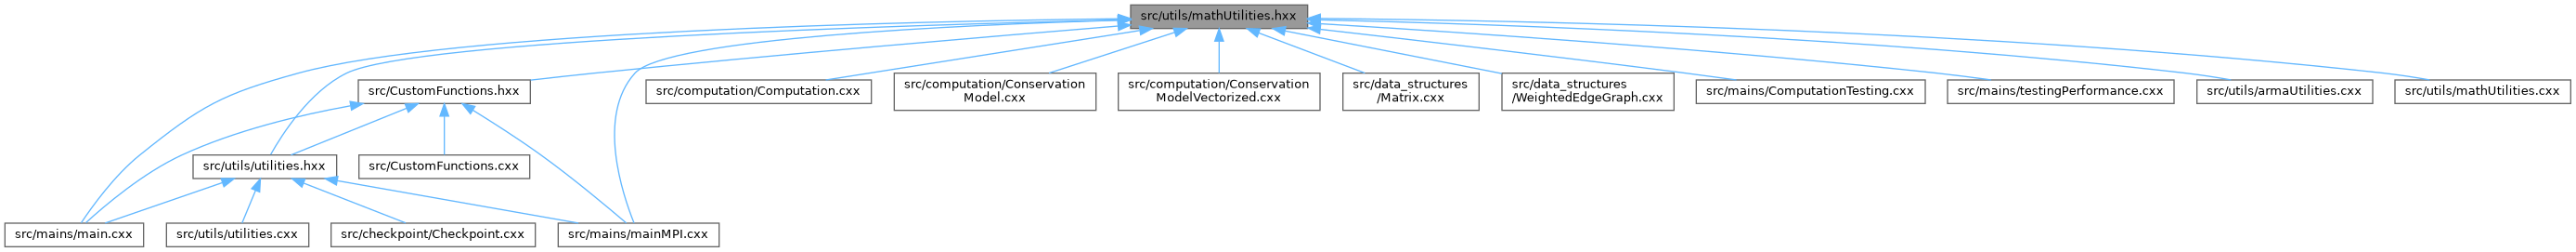 src/utils/mathUtilities.hxx
src/CustomFunctions.hxx
src/computation/Computation.cxx
src/computation/Conservation
Model.cxx
src/computation/Conservation
ModelVectorized.cxx
src/data_structures
/Matrix.cxx
src/data_structures
/WeightedEdgeGraph.cxx
src/mains/ComputationTesting.cxx
src/mains/testingPerformance.cxx
src/utils/armaUtilities.cxx
src/utils/mathUtilities.cxx
src/utils/utilities.hxx
src/CustomFunctions.cxx
src/mains/main.cxx
src/utils/utilities.cxx
src/checkpoint/Checkpoint.cxx
src/mains/mainMPI.cxx